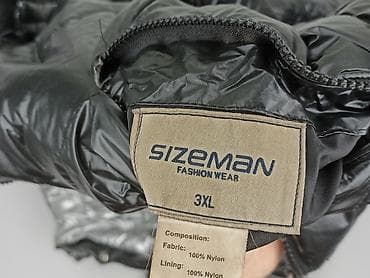 SIZEMAN
FASHION WEAR
3XL
Composition:
Fabric:
100% Nylon
Lining:
100% Nylon